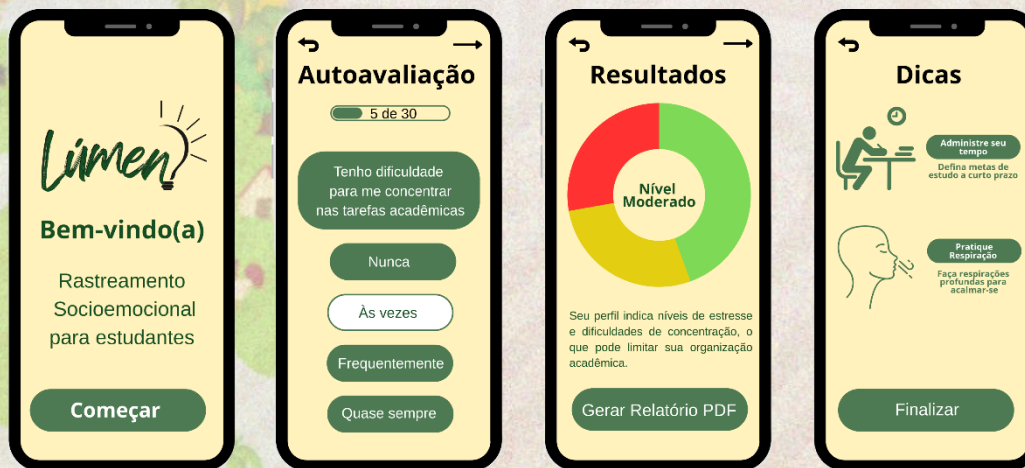 Lúmen
Bem-vindo(a)
Rastreamento
Socioemocional
para estudantes
Começar
Autoavaliação
5 de 30
Tenho dificuldade
para me concentrar
nas tarefas acadêmicas
Nunca
Às vezes
Frequentemente
Quase sempre
Resultados
Nível
Moderado
Seu perfil indica níveis de estresse
e dificuldades de concentração, o
que pode limitar sua organização
acadêmica.
Gerar Relatório PDF
Dicas
Administre seu
tempo
Defina metas de
estudo a curto prazo
Pratique
Respiração
Faça respirações
profundas para
acalmar-se
Finalizar